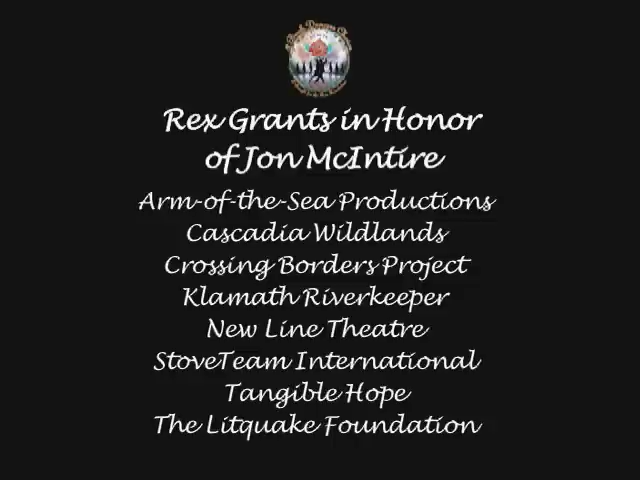 Rex Grants in Honor
of Jon McIntire
Arm-of-the-Sea Productions
Cascadia Wildlands
Crossing Borders Project
Klamath Riverkeeper
New Line Theatre
StoveTeam International
Tangible Hope
The Litquake Foundation